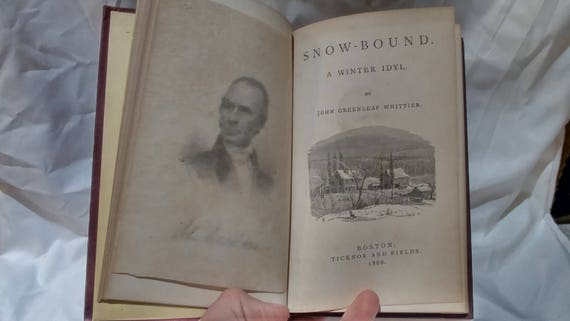 SNOW-BOUND.
A WINTER IDYL.
BY
JOHN GREENLEAF WHITTIER.
BOSTON:
TICKNOR AND FIELDS.
1866.